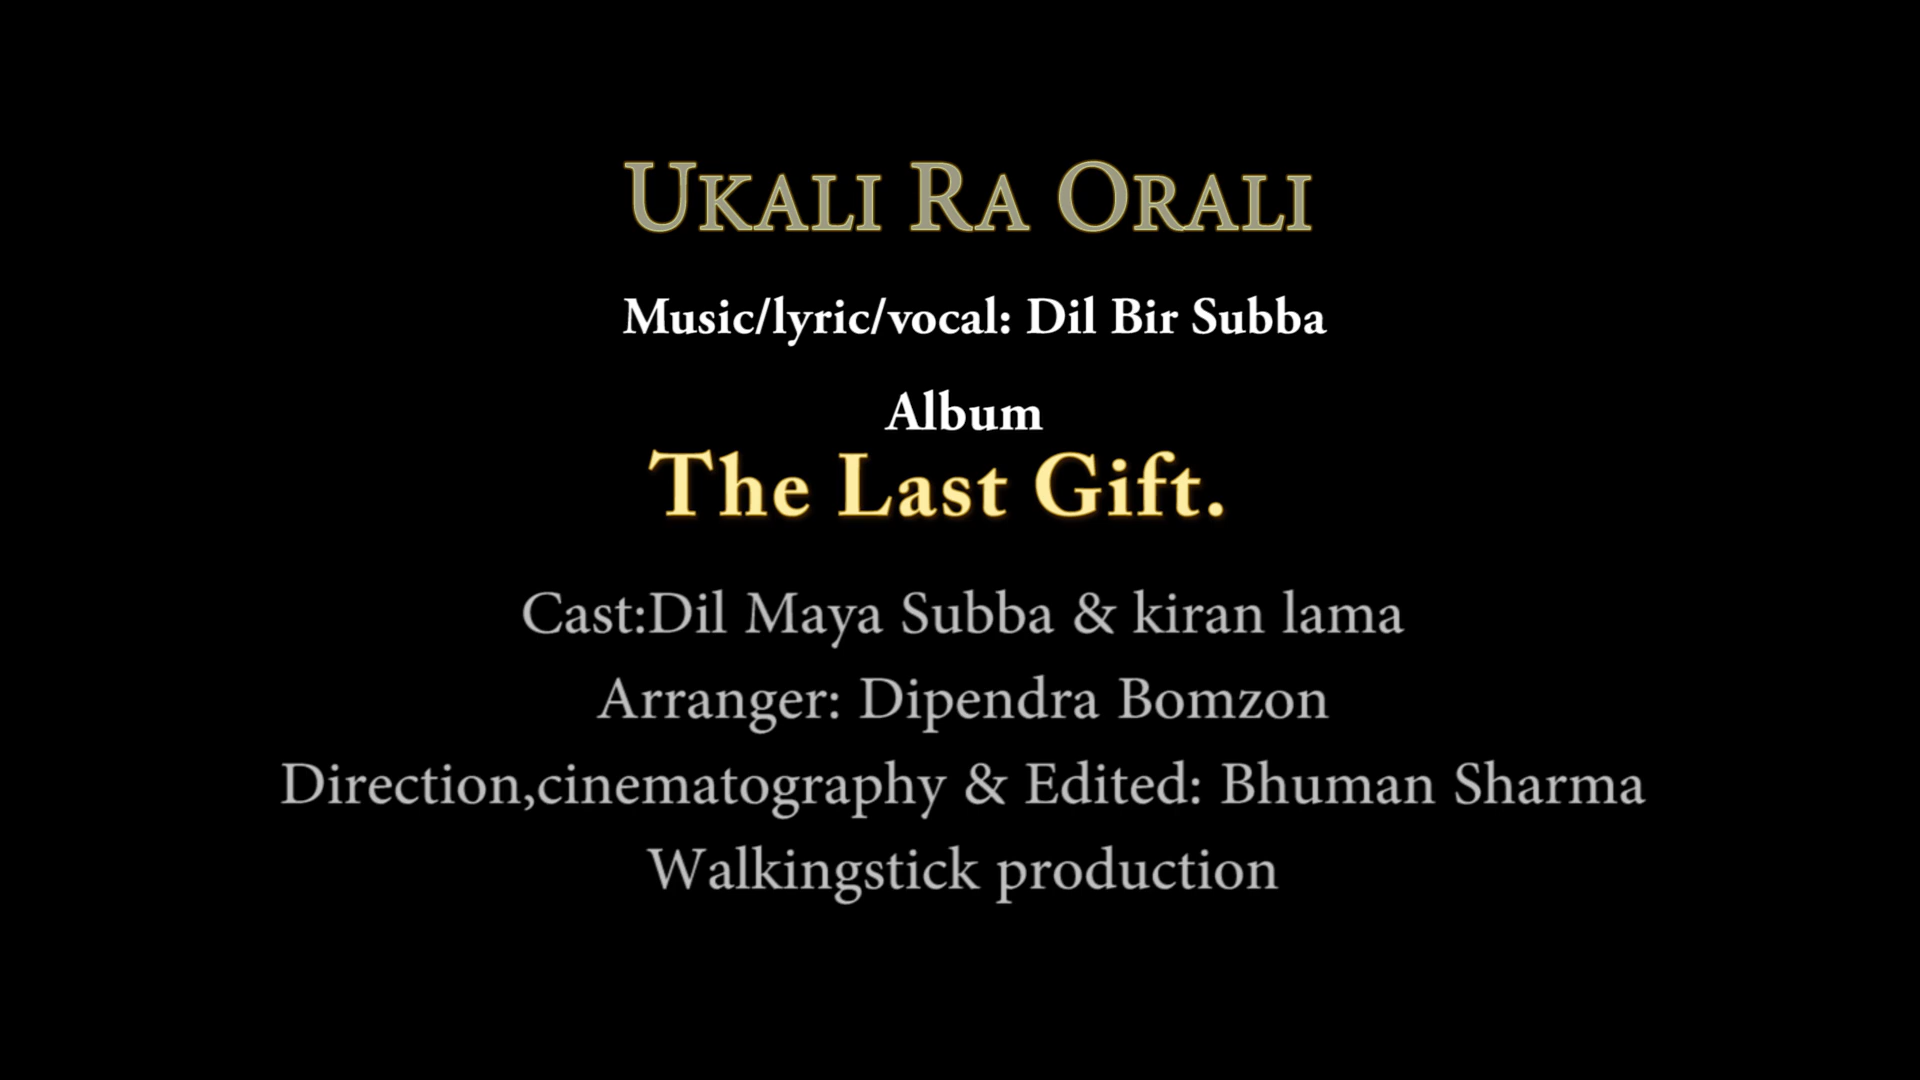 Ukali Ra Orali
Music/lyric/vocal: Dil Bir Subba
Album
The Last Gift.
Cast:Dil Maya Subba & kiran lama
Arranger: Dipendra Bomzon
Direction,cinematography & Edited: Bhuman Sharma
Walkingstick production